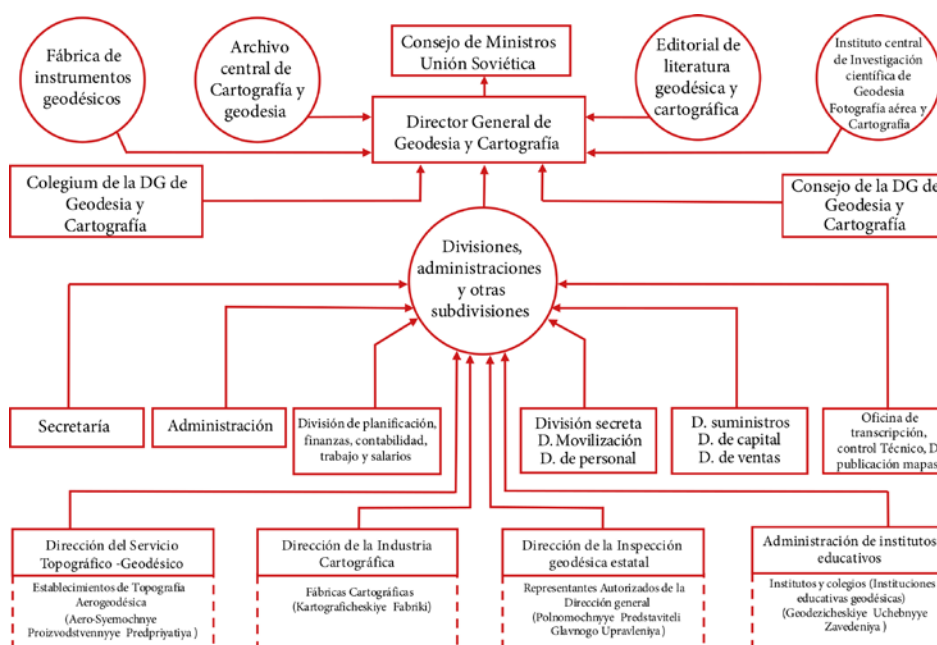 Fábrica de
instrumentos
geodésicos
Archivo
central de
Cartografía y
geodesia
Consejo de Ministros
Unión Soviética
Editorial de
literatura
geodésica y
cartográfica
Instituto central
de Investigación
científica de
Geodesia
Fotografía aérea y
Cartografía
Director General de
Geodesia y Cartografía
Colegium de la DG de
Geodesia y
Cartografía
Consejo de la DG de
Geodesia y
Cartografía
Divisiones,
administraciones
y otras
subdivisiones
Secretaría
Administración
División de planificación,
finanzas, contabilidad,
trabajo y salarios
División secreta
D. Movilización
D. de personal
D. suministros
D. de capital
D. de ventas
Oficina de
transcripción,
control Técnico, D
publicación mapas
Dirección del Servicio
Topográfico -Geodésico
Establecimientos de Topografía
Aerogeodésica
(Aero-Syemochnye
Proizvodstvennyye Predpriyatiya )
Dirección de la Industria
Cartográfica
Fábricas Cartográficas
(Kartograficheskiye Fabriki)
Dirección de la Inspección
geodésica estatal
Representantes Autorizados de
la Dirección general
(Polnomochnyye Predstaviteli
Glavnogo Upravleniya )
Administración de institutos
educativos
Institutos y colegios (Instituciones
educativas geodésicas)
(Geodezicheskiye Uchebnyye
Zavedeniya )